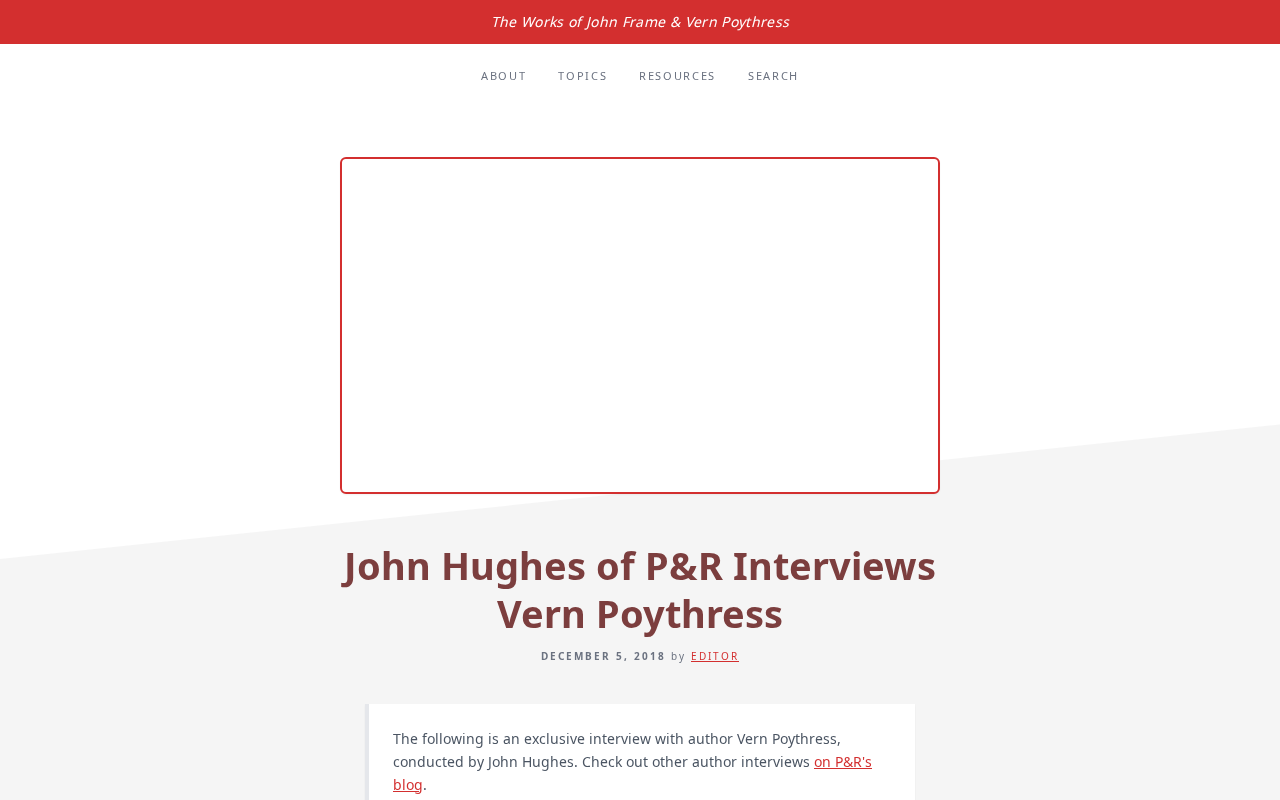 The Works of John Frame & Vern Poythress
ABOUT TOPICS RESOURCES SEARCH
John Hughes of P&R Interviews
Vern Poythress
DECEMBER 5, 2018 by EDITOR
The following is an exclusive interview with author Vern Poythress,
conducted by John Hughes. Check out other author interviews on P&R's
blog.